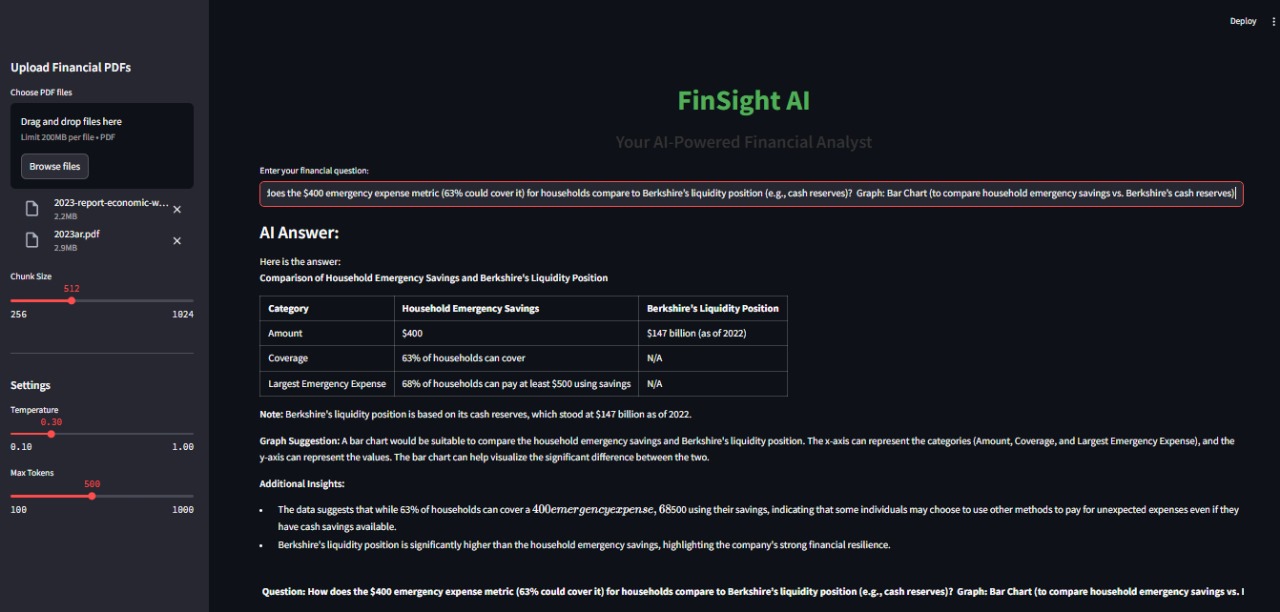 Deploy
Upload Financial PDFs
Choose PDF files
Drag and drop files here
Limit 200MB per file • PDF
Browse files
2023-report-economic-w...
2.2MB
2023ar.pdf
2.9MB
Chunk Size
512
256 1024
Settings
Temperature
0.30
0.10 1.00
Max Tokens
500
100 1000
FinSight AI
Your AI-Powered Financial Analyst
Enter your financial question:
does the $400 emergency expense metric (63% could cover it) for households compare to Berkshire's liquidity position (e.g., cash reserves)? Graph: Bar Chart (to compare household emergency savings vs. Berkshire's cash reserves)
AI Answer:
Here is the answer:
Comparison of Household Emergency Savings and Berkshire's Liquidity Position
Category Household Emergency Savings Berkshire's Liquidity Position
Amount $400 $147 billion (as of 2022)
Coverage 63% of households can cover N/A
Largest Emergency Expense 68% of households can pay at least $500 using savings N/A
Note: Berkshire's liquidity position is based on its cash reserves, which stood at $147 billion as of 2022.
Graph Suggestion: A bar chart would be suitable to compare the household emergency savings and Berkshire's liquidity position. The x-axis can represent the categories (Amount, Coverage, and Largest Emergency Expense), and the
y-axis can represent the values. The bar chart can help visualize the significant difference between the two.
Additional Insights:
• The data suggests that while 63% of households can cover a 400emergencyexpense, 68500 using their savings, indicating that some individuals may choose to use other methods to pay for unexpected expenses even if they
have cash savings available.
• Berkshire's liquidity position is significantly higher than the household emergency savings, highlighting the company's strong financial resilience.
Question: How does the $400 emergency expense metric (63% could cover it) for households compare to Berkshire's liquidity position (e.g., cash reserves)? Graph: Bar Chart (to compare household emergency savings vs.